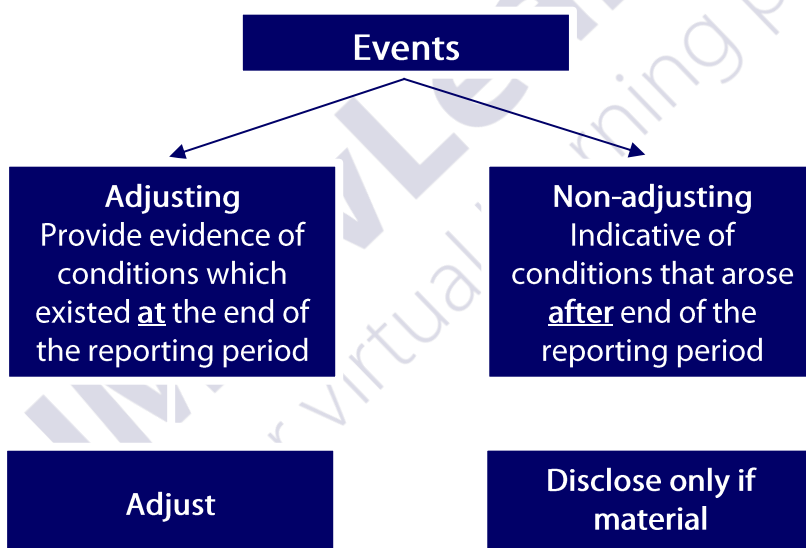 Events
Adjusting
Provide evidence of
conditions which
existed at the end of
the reporting period
Non-adjusting
Indicative of
conditions that arose
after end of the
reporting period
Adjust
Disclose only if
material